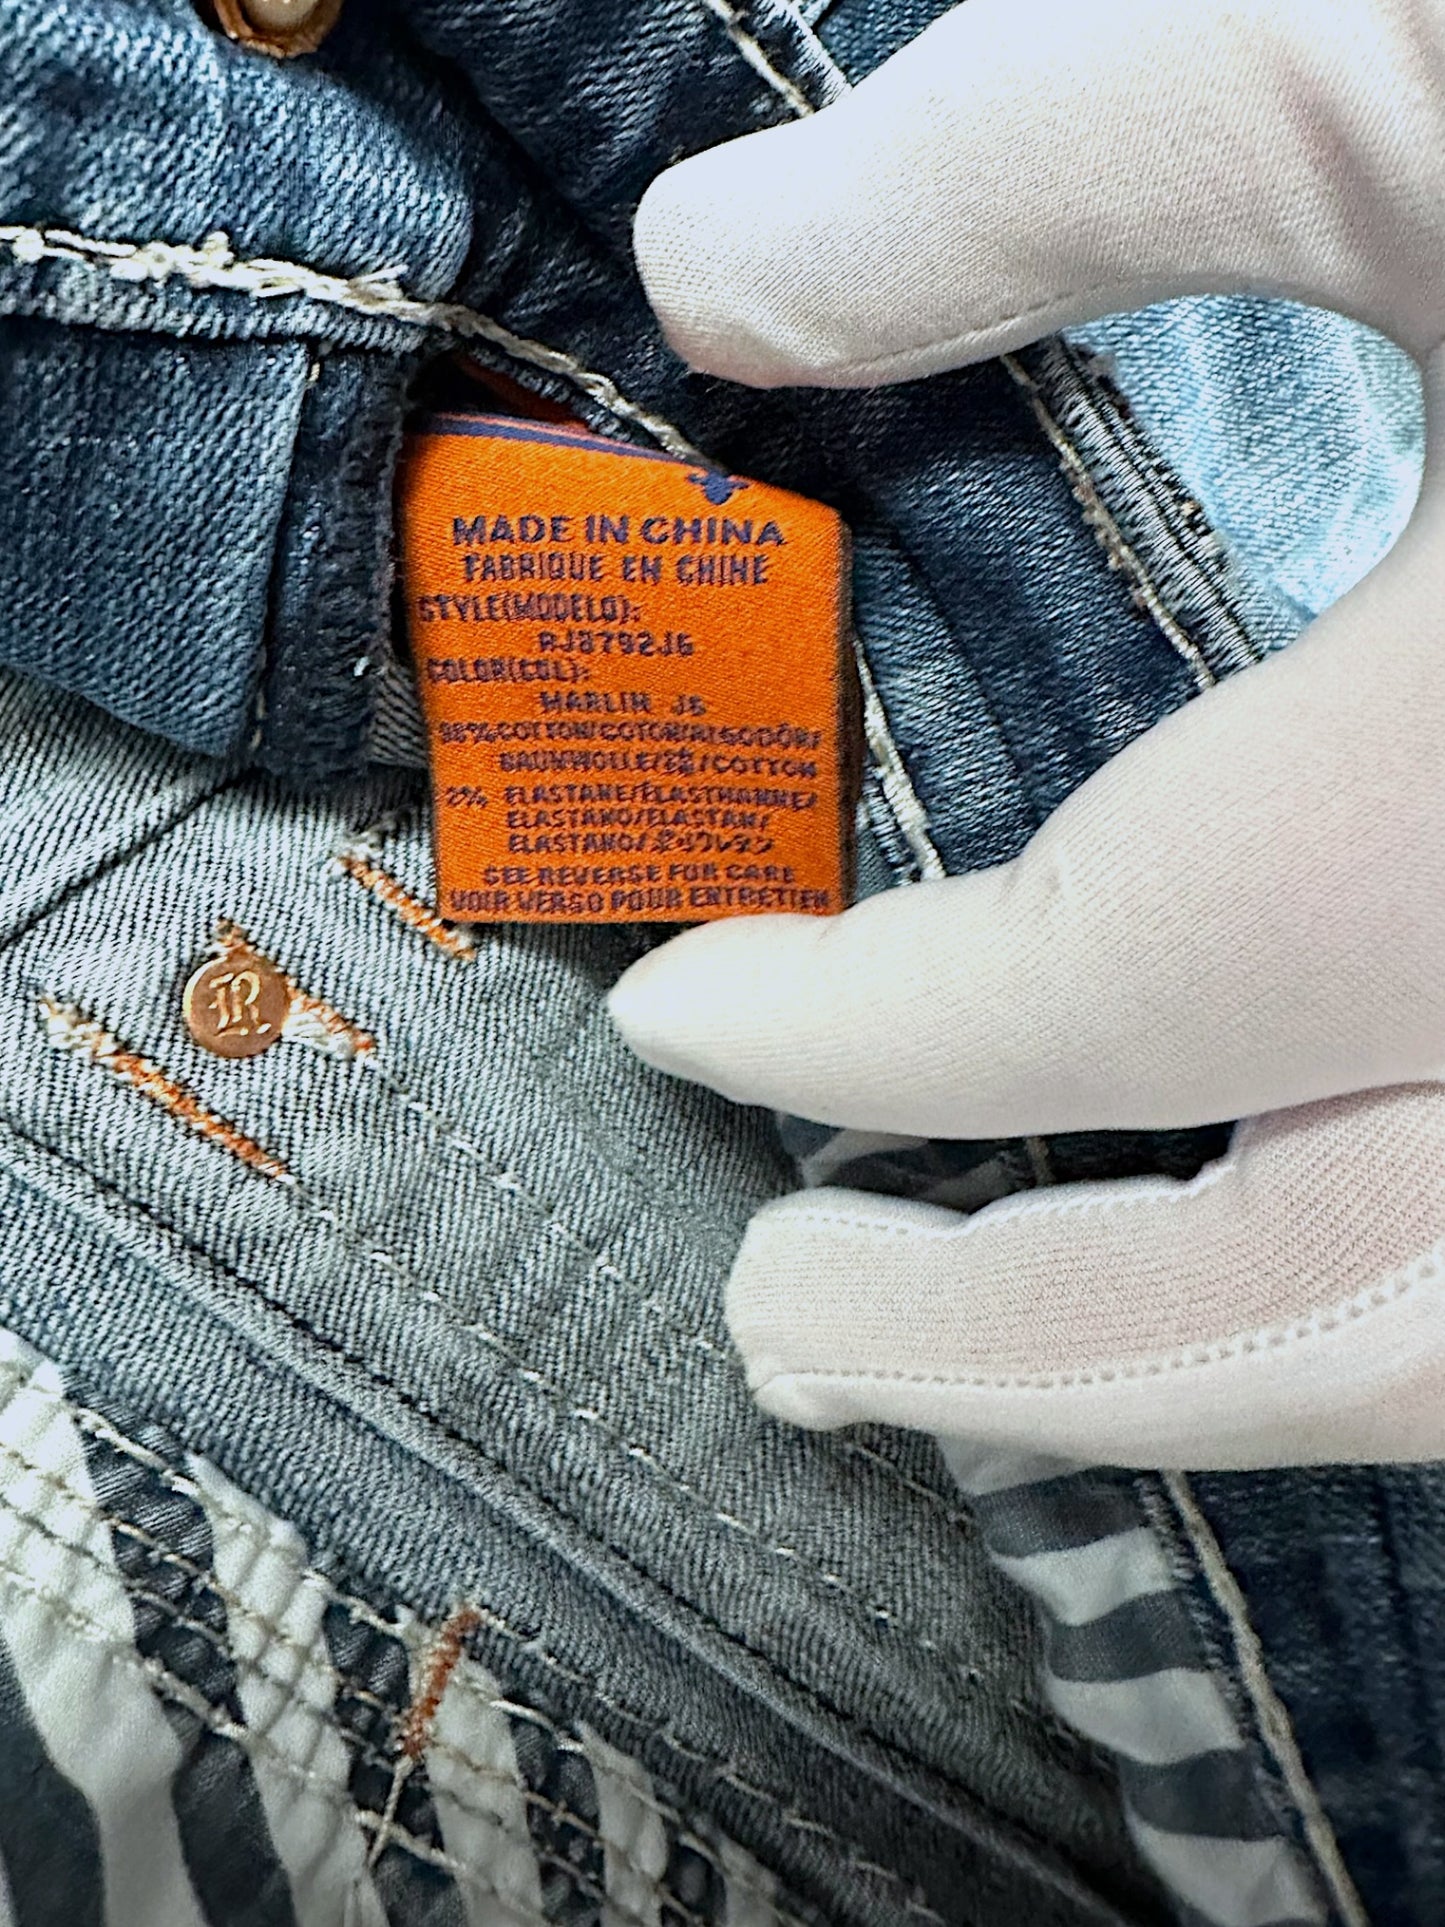 MADE IN CHINA
FABRIQUE EN CHINE
STYLE(MODELO):
RJ8792J6
COLOR(COL):
MARLIN J6
98% COTTON/COTON/ALGODÓN/
BAUMWOLLE/綿/COTTON
2% ELASTANE/ÉLASTHANNE/
ELASTANO/ELASTAN/
ELASTANO/ポリウレタン
SEE REVERSE FOR CARE
VOIR VERSO POUR ENTRETIEN
R